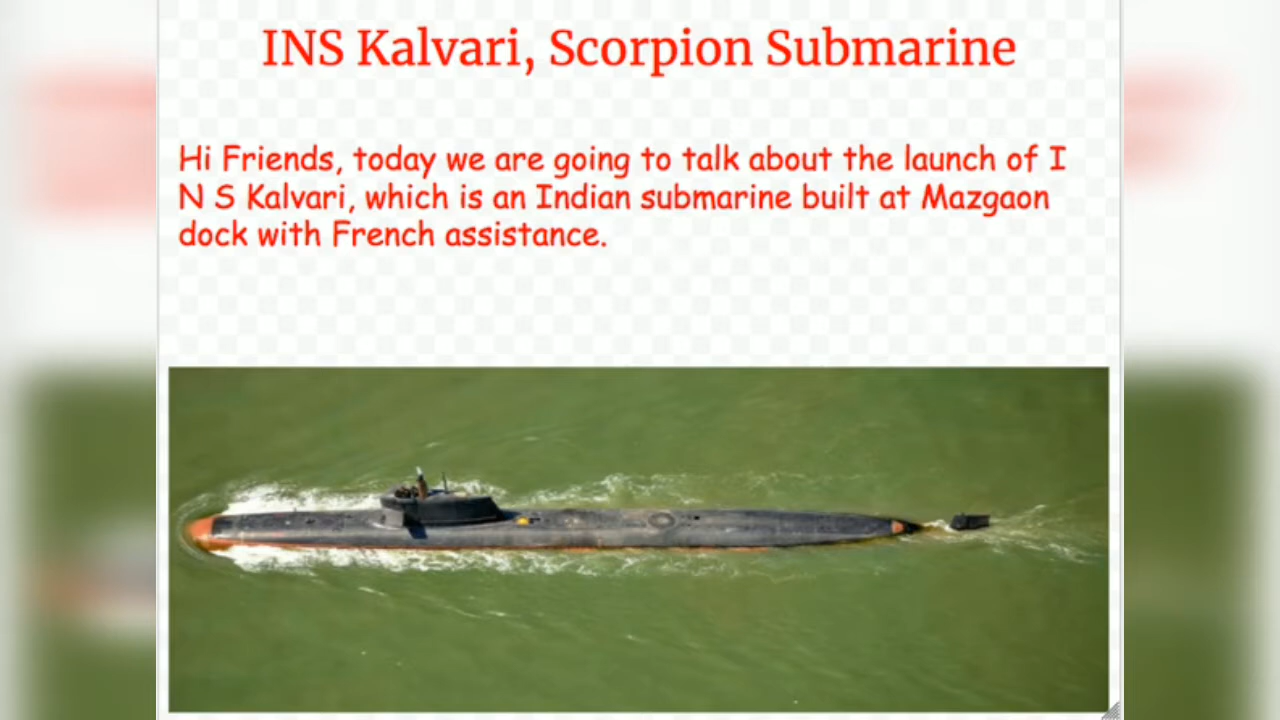 INS Kalvari, Scorpion Submarine
Hi Friends, today we are going to talk about the launch of I
N S Kalvari, which is an Indian submarine built at Mazgaon
dock with French assistance.